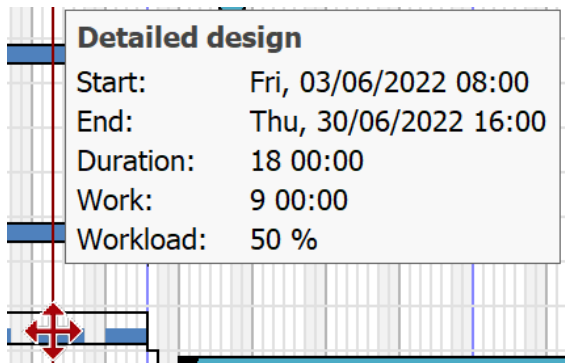 Detailed design
Start: Fri, 03/06/2022 08:00
End: Thu, 30/06/2022 16:00
Duration: 18 00:00
Work: 9 00:00
Workload: 50 %